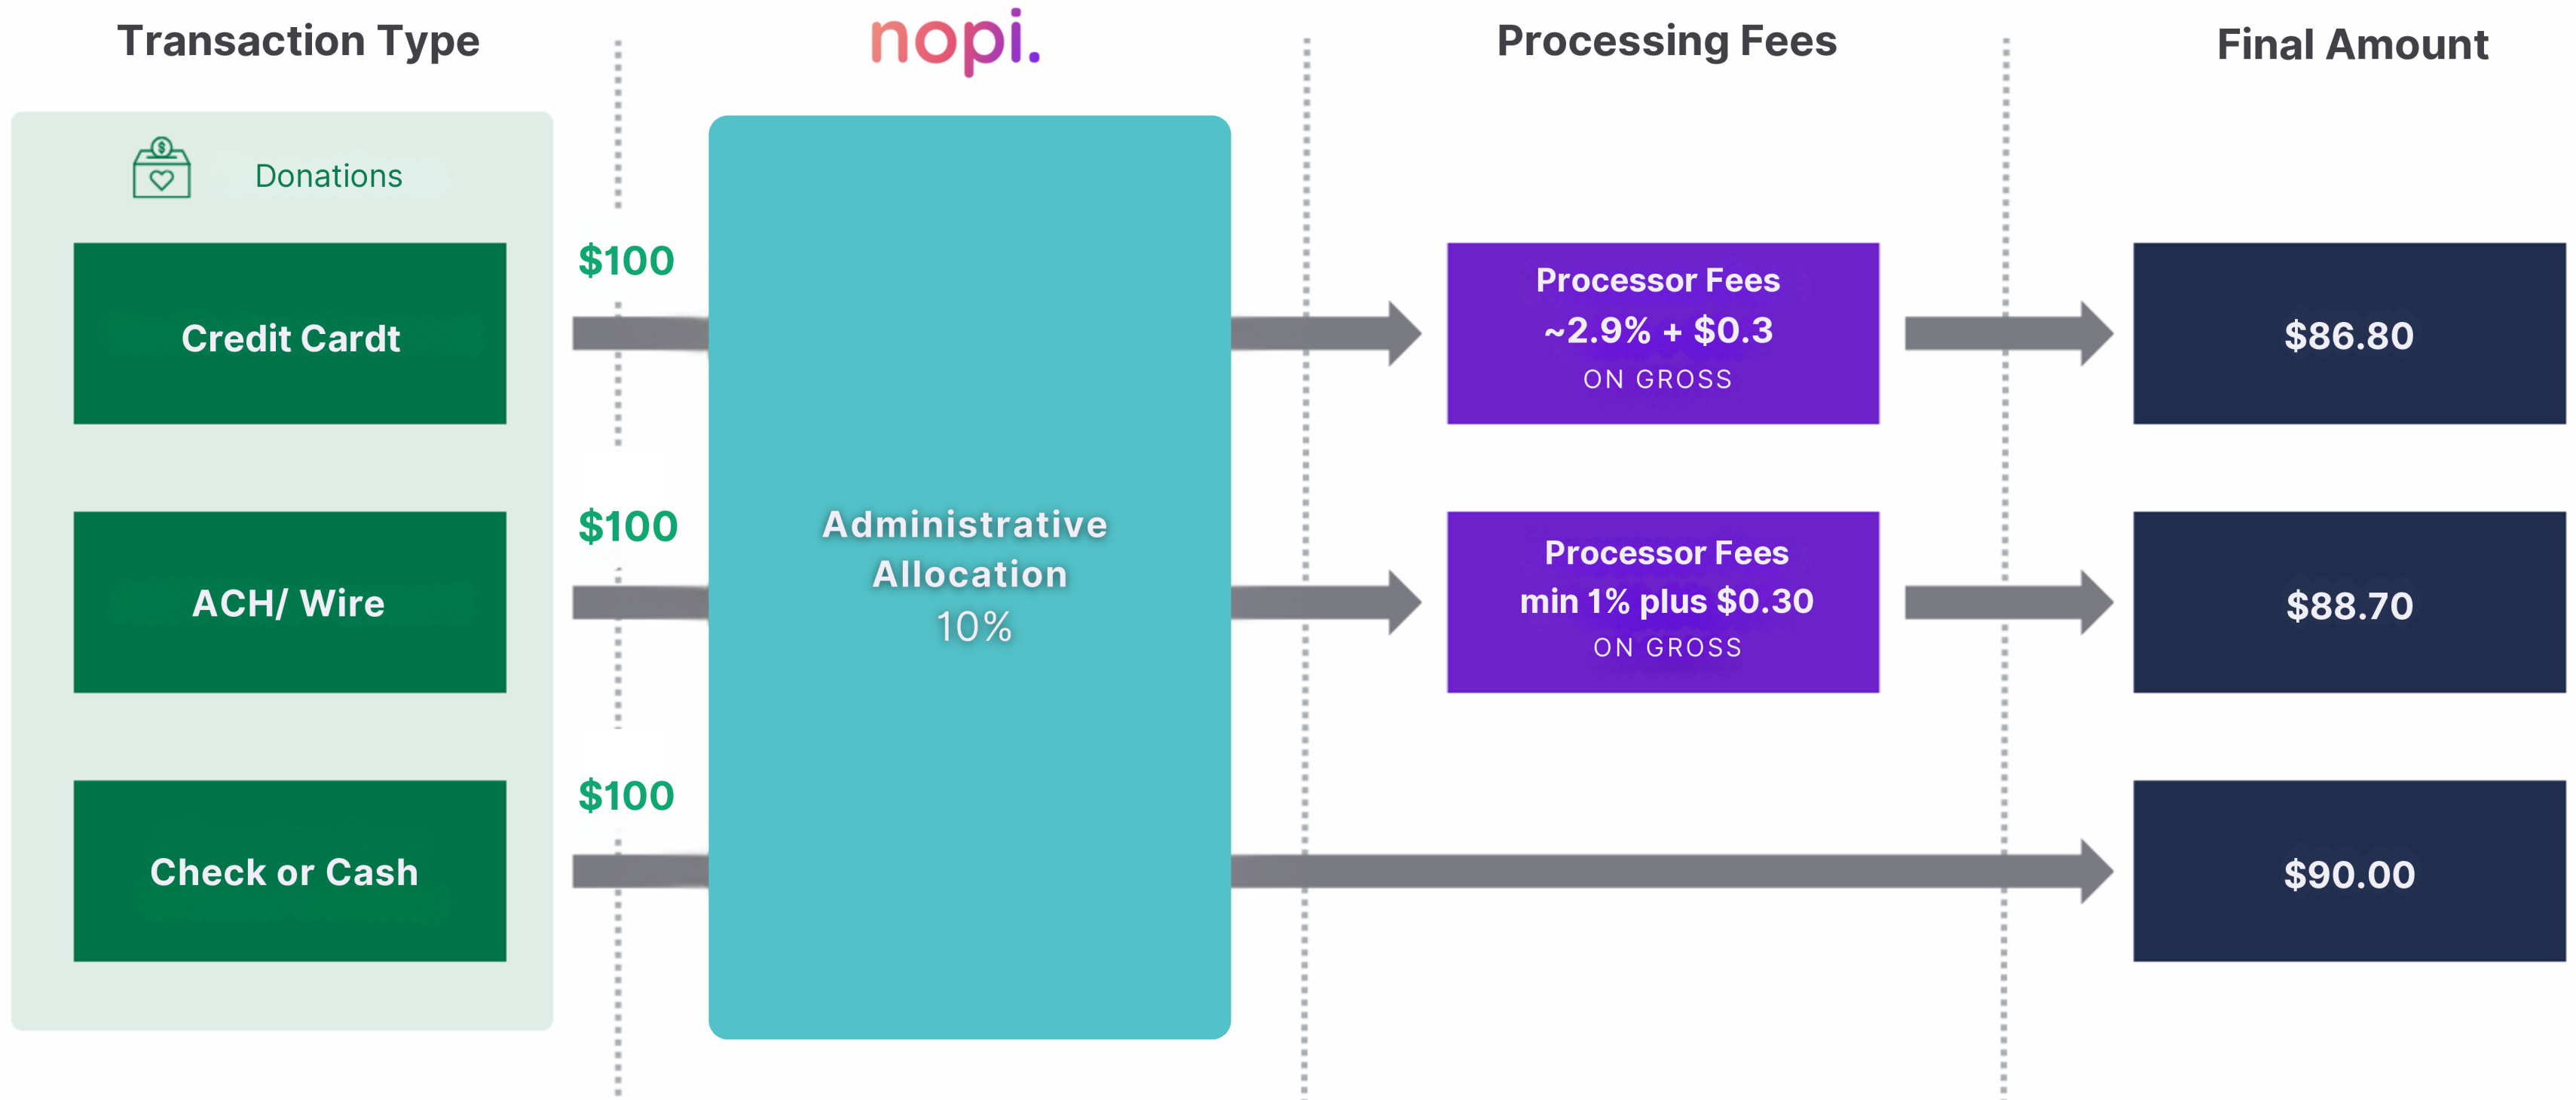 Transaction Type
nopi.
Processing Fees
Final Amount
$
Donations
$100
Credit Cardt
Processor Fees
~2.9% + $0.3
ON GROSS
$86.80
$100
ACH/ Wire
Administrative
Allocation
10%
Processor Fees
min 1% plus $0.30
ON GROSS
$88.70
$100
Check or Cash
$90.00